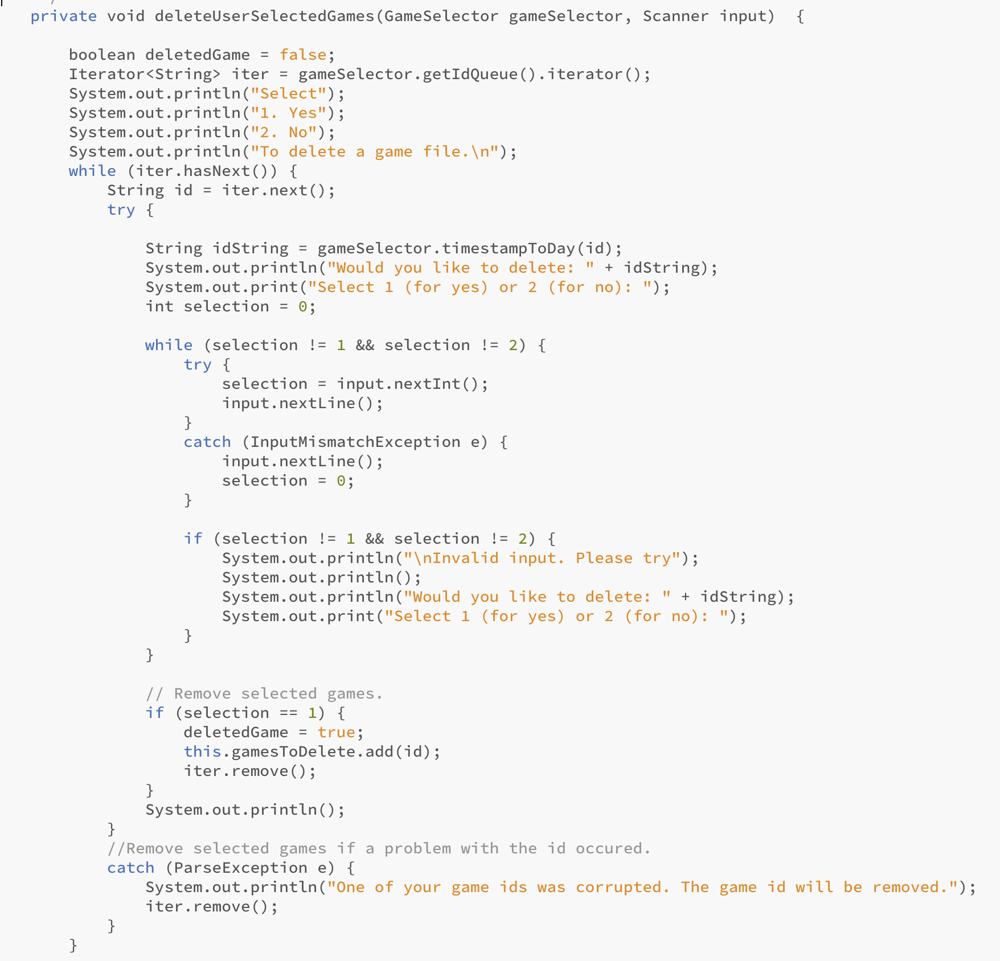 private void deleteUserSelectedGames(GameSelector gameSelector, Scanner input)  {
boolean deletedGame = false;
Iterator<String> iter = gameSelector.getIdQueue().iterator();
System.out.println("Select");
System.out.println("1. Yes");
System.out.println("2. No");
System.out.println("To delete a game file.\n");
while (iter.hasNext()) {
String id = iter.next();
try {
String idString = gameSelector.timestampToDay(id);
System.out.println("Would you like to delete: " + idString);
System.out.print("Select 1 (for yes) or 2 (for no): ");
int selection = 0;
while (selection != 1 && selection != 2) {
try {
selection = input.nextInt();
input.nextLine();
}
catch (InputMismatchException e) {
input.nextLine();
selection = 0;
}
if (selection != 1 && selection != 2) {
System.out.println("\nInvalid input. Please try");
System.out.println();
System.out.println("Would you like to delete: " + idString);
System.out.print("Select 1 (for yes) or 2 (for no): ");
}
}
// Remove selected games.
if (selection == 1) {
deletedGame = true;
this.gamesToDelete.add(id);
iter.remove();
}
System.out.println();
}
//Remove selected games if a problem with the id occured.
catch (ParseException e) {
System.out.println("One of your game ids was corrupted. The game id will be removed.");
iter.remove();
}
}